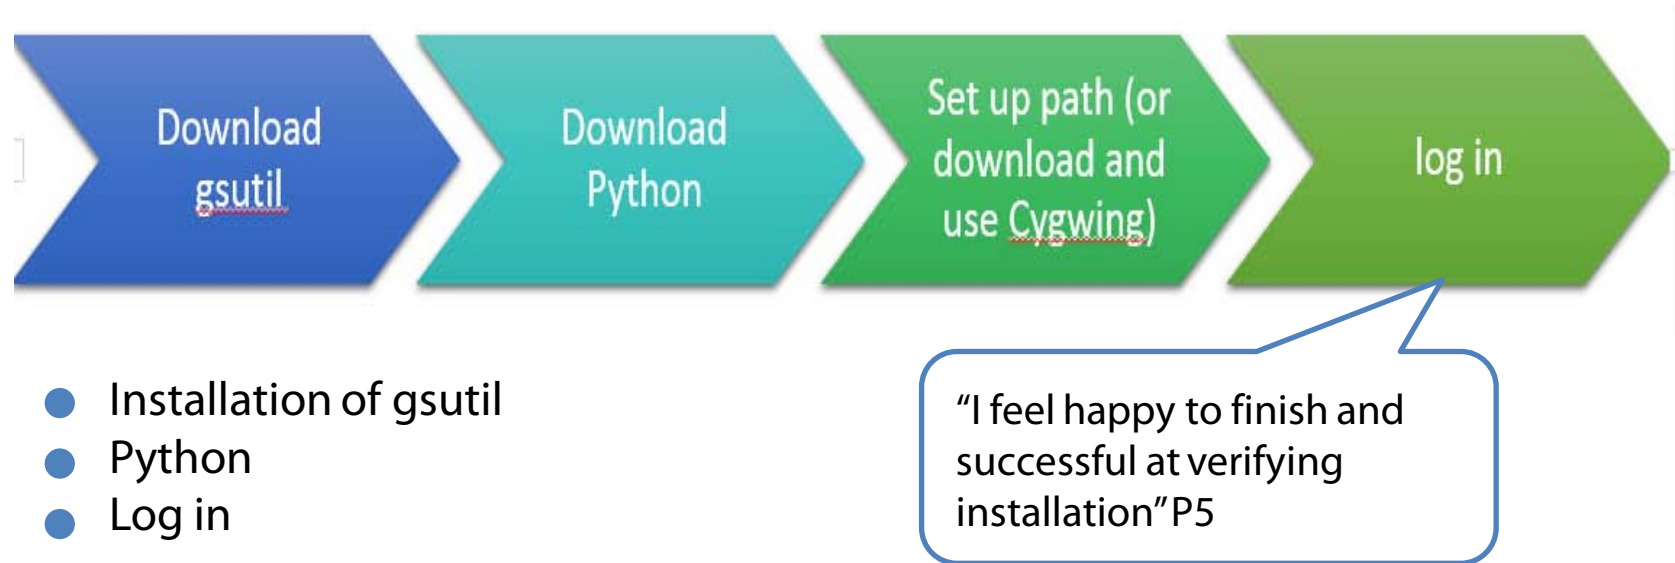 Download
gsutil
Download
Python
Set up path (or
download and
use Cygwing)
log in
Installation of gsutil
Python
Log in
“I feel happy to finish and
successful at verifying
installation” P5